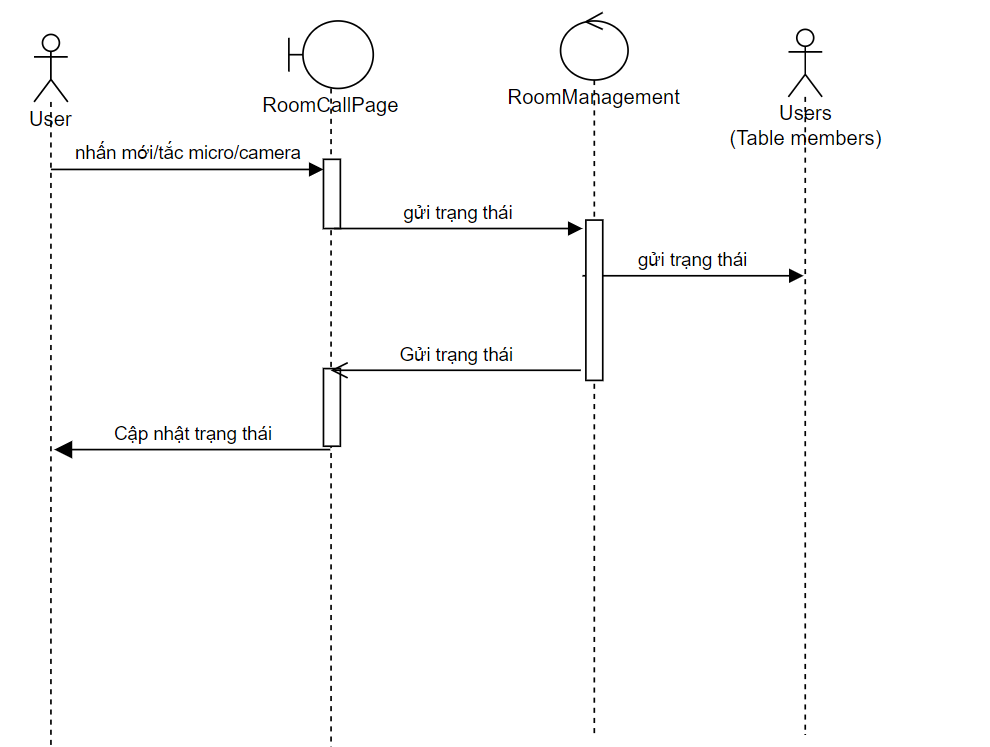 User
RoomCallPage
RoomManagement
Users
(Table members)
nhấn mới/tắc micro/camera
gửi trạng thái
gửi trạng thái
Gửi trạng thái
Cập nhật trạng thái